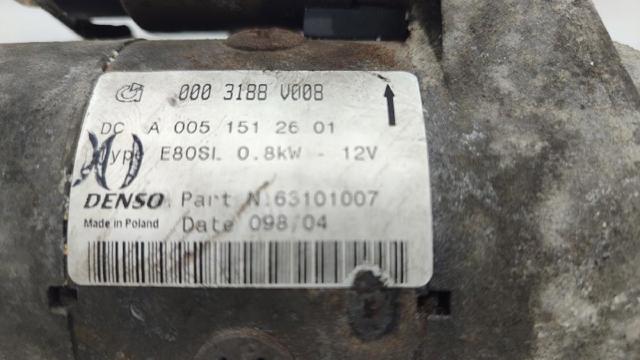 000 3188 V008
DC A 005 151 26 01
Type E80SL 0.8kW - 12V
DENSO Part N.63101007
Made in Poland Date 098/04